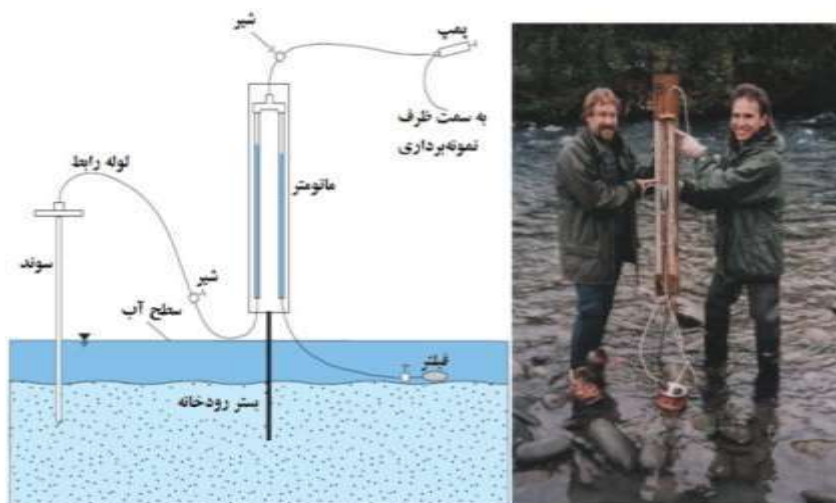 شیر
پمپ
به سمت ظرف
نمونه‌برداری
لوله رابط
مانومتر
سوند
شیر
سطح آب
فیلتر
بستر رودخانه